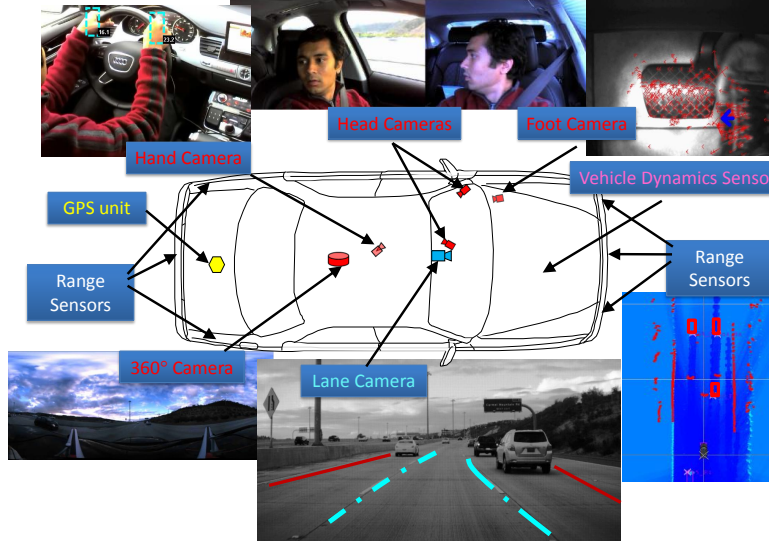 16.1
23.2
Head Cameras
Foot Camera
Hand Camera
Vehicle Dynamics Senso
GPS unit
Range
Sensors
Range
Sensors
360° Camera
Lane Camera